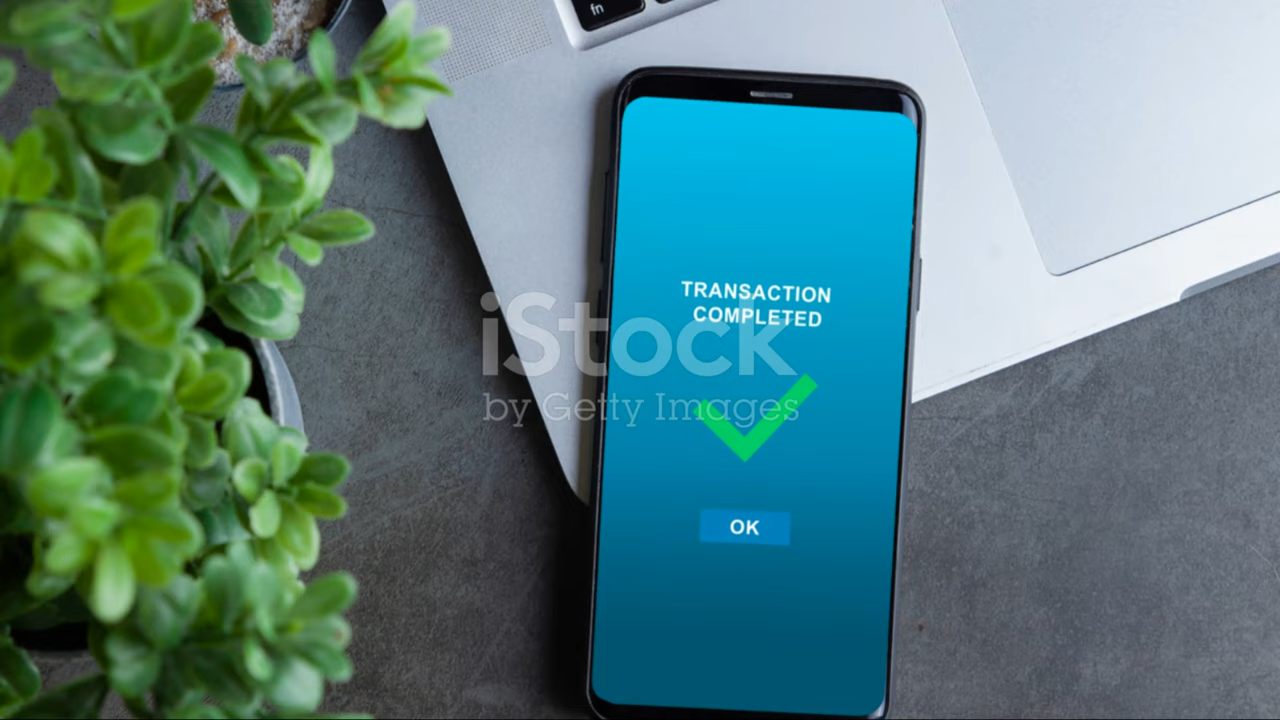 fn
TRANSACTION
COMPLETED
iStock
by Getty Images
OK